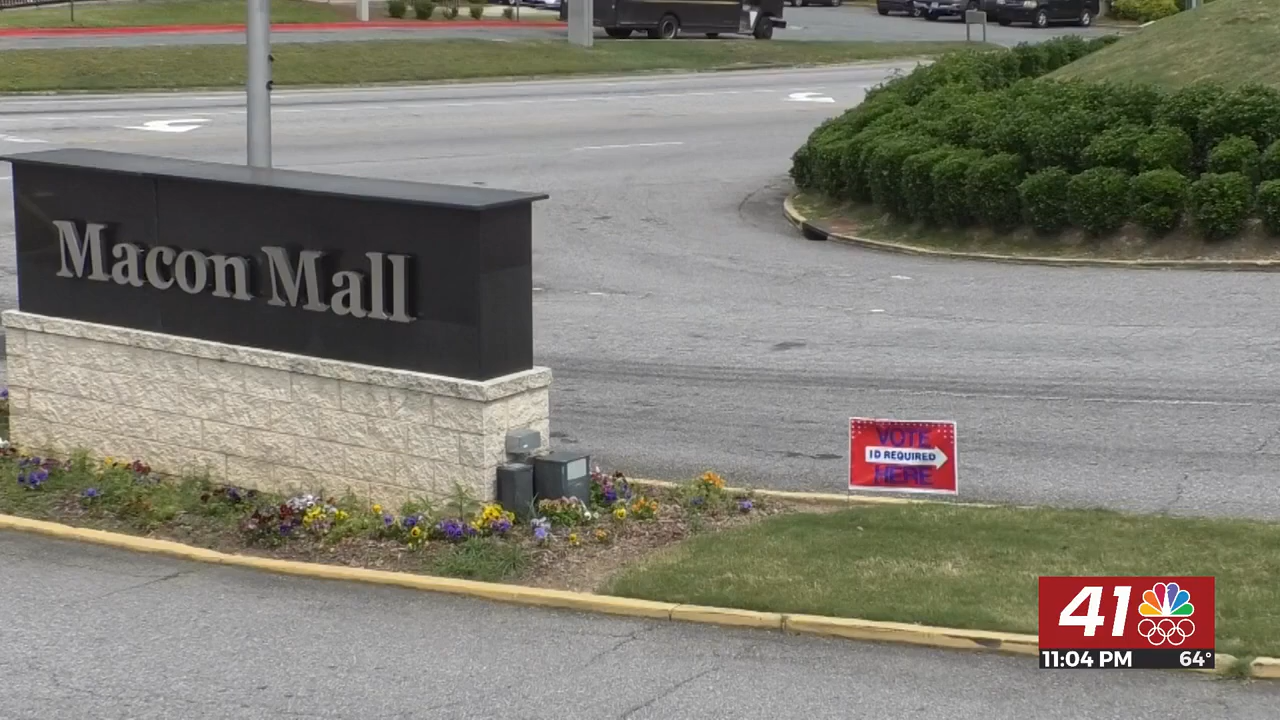 Macon Mall
VOTE
ID REQUIRED
HERE
41
11:04 PM 64°